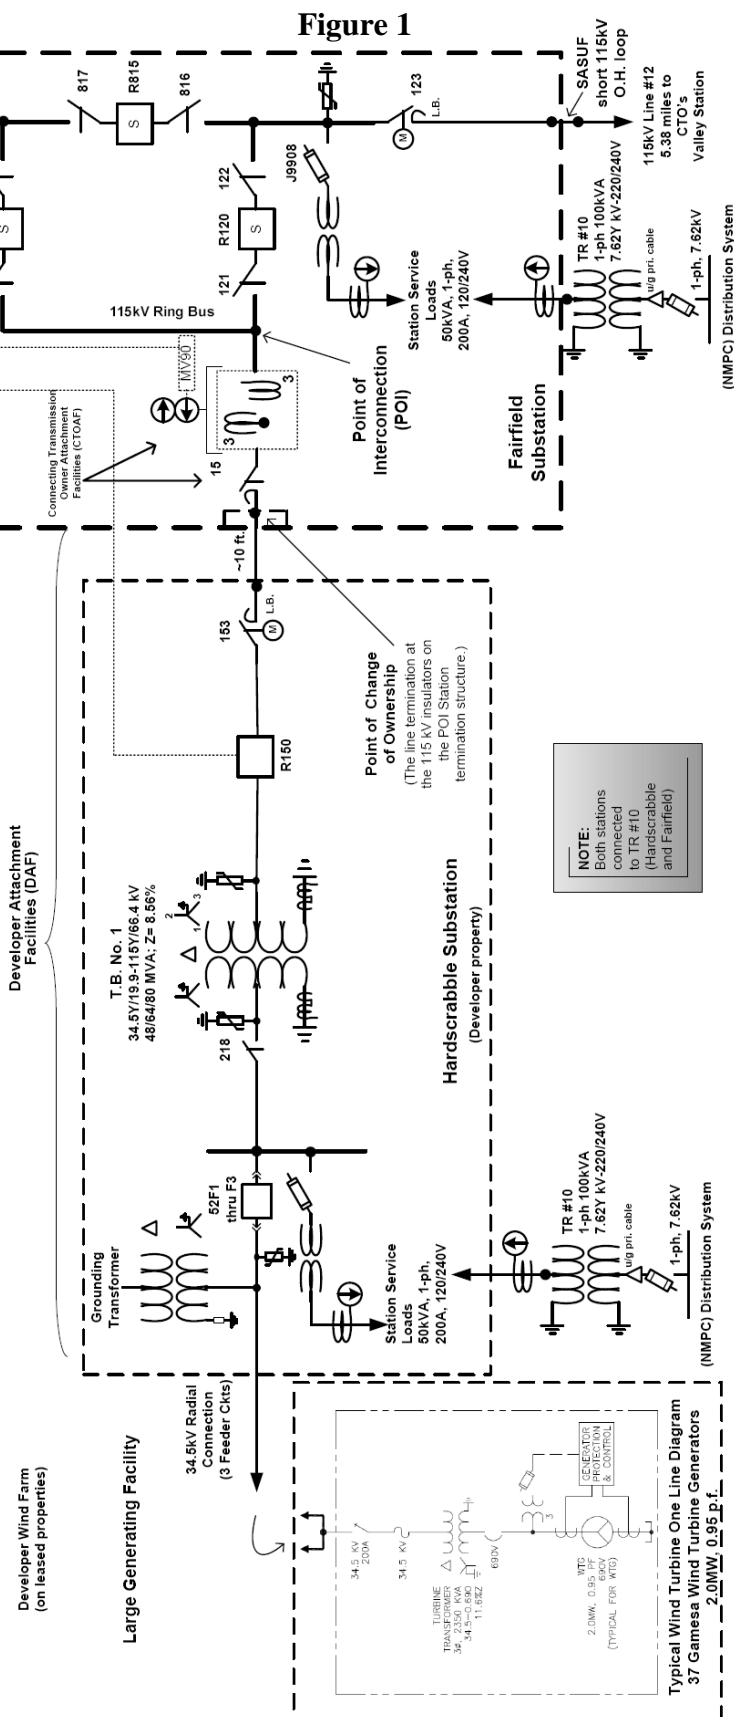 Figure 1
817
R815
816
S
123
L.B.
M
SASUF
short 115kV
O.H. loop
115kV Line #12
5.38 miles to
CTO's
Valley Station
J9908
122
R120
S
121
S
115kV Ring Bus
Station Service
Loads
50kVA, 1-ph,
200A, 120/240V
TR #10
1-ph 100kVA
7.62Y kV-220/240V
u/g pri. cable
1-ph, 7.62kV
(NMPC) Distribution System
MV90
3
3
Point of
Interconnection
(POI)
Fairfield
Substation
Connecting Transmission
Owner Attachment
Facilities (CTOAF)
15
~10 ft.
153
L.B.
M
Point of Change
of Ownership
(The line termination at
the 115 kV insulators on
the POI Station
termination structure.)
R150
NOTE:
Both stations
connected
to TR #10
(Hardscrabble
and Fairfield)
Developer Attachment
Facilities (DAF)
T.B. No. 1
34.5Y/19.9-115Y/66.4 kV
48/64/80 MVA; Z= 8.56%
1
2
3
218
Hardscrabble Substation
(Developer property)
52F1
thru F3
Grounding
Transformer
Station Service
Loads
50kVA, 1-ph,
200A, 120/240V
TR #10
1-ph 100kVA
7.62Y kV-220/240V
u/g pri. cable
1-ph, 7.62kV
(NMPC) Distribution System
34.5kV Radial
Connection
(3 Feeder Ckts)
Developer Wind Farm
(on leased properties)
Large Generating Facility
34.5 KV
200A
34.5 KV
TURBINE
TRANSFORMER
3ø, 2350 KVA
34.5-0.690
11.6%Z
690V
3
GENERATOR
PROTECTION
& CONTROL
WTG
2.0MW, 0.95 PF
690V
(TYPICAL FOR WTG)
Typical Wind Turbine One Line Diagram
37 Gamesa Wind Turbine Generators
2.0MW, 0.95 p.f.